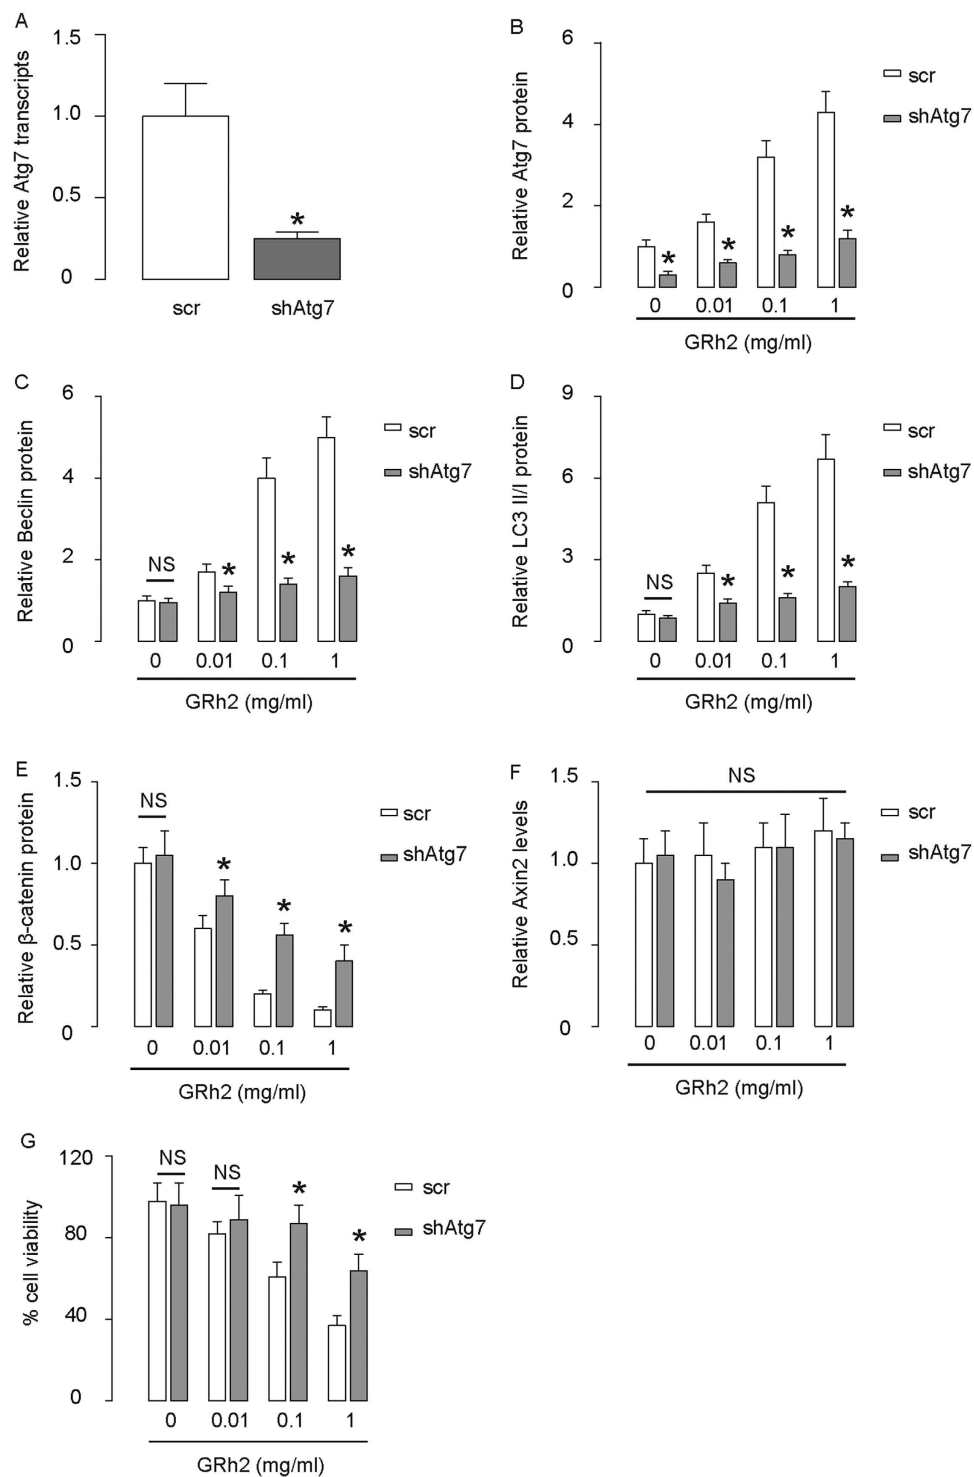 A
Relative Atg7 transcripts
1.5
1.0
0.5
0
*
scr
shAtg7
B
Relative Atg7 protein
6
4
2
0
* * * *
scr
shAtg7
0 0.01 0.1 1
GRh2 (mg/ml)
C
Relative Beclin protein
6
4
2
0
NS * * *
scr
shAtg7
0 0.01 0.1 1
GRh2 (mg/ml)
D
Relative LC3 II/I protein
9
6
3
0
NS * * *
scr
shAtg7
0 0.01 0.1 1
GRh2 (mg/ml)
E
Relative β-catenin protein
1.5
1.0
0.5
0
NS * * *
scr
shAtg7
0 0.01 0.1 1
GRh2 (mg/ml)
F
Relative Axin2 levels
1.5
1.0
0.5
0
NS
scr
shAtg7
0 0.01 0.1 1
GRh2 (mg/ml)
G
% cell viability
120
80
40
0
NS NS * *
scr
shAtg7
0 0.01 0.1 1
GRh2 (mg/ml)